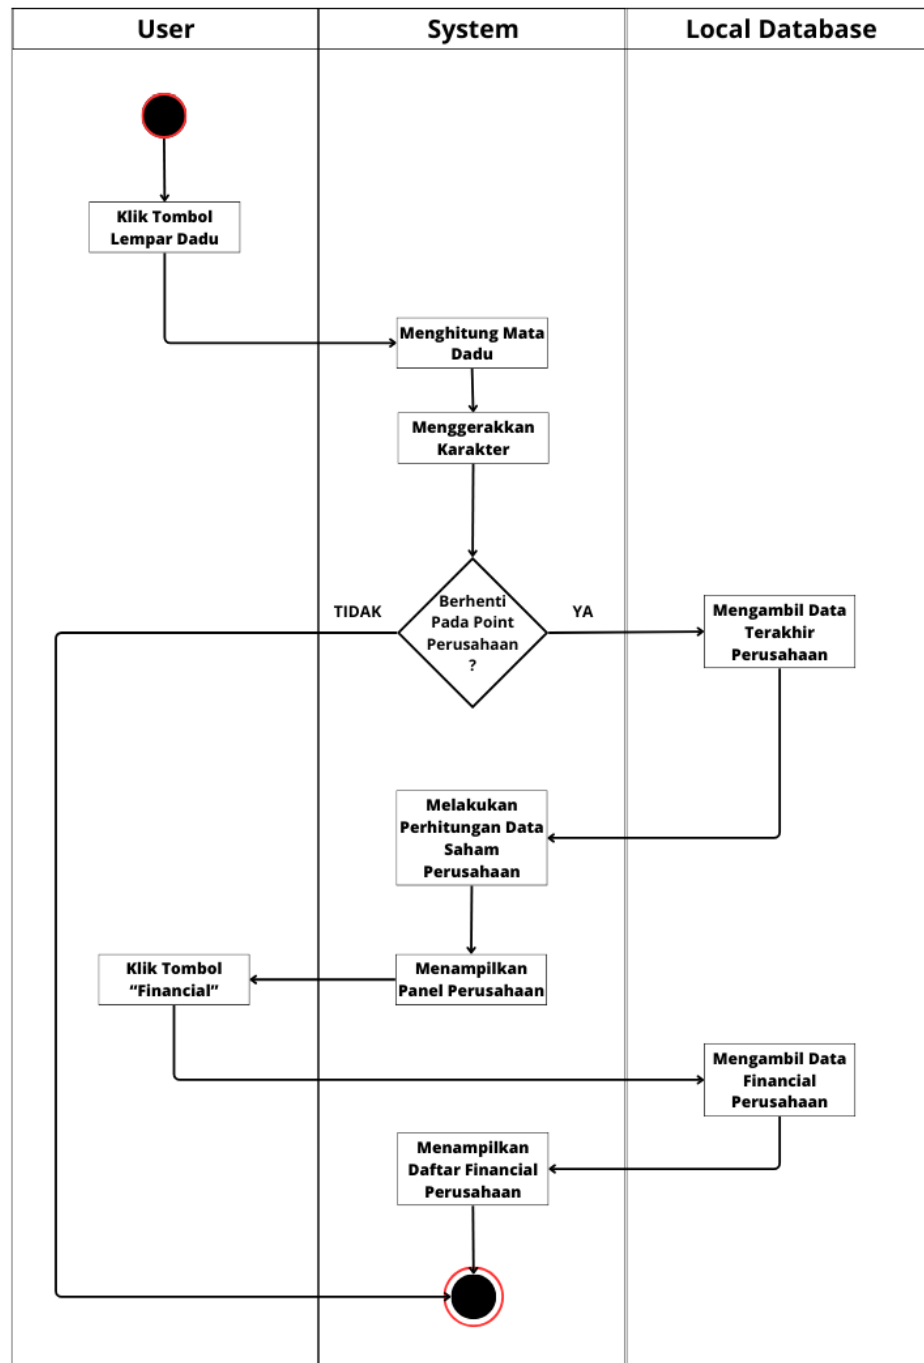 User
System
Local Database
Klik Tombol
Lempar Dadu
Menghitung Mata
Dadu
Menggerakkan
Karakter
Berhenti
Pada Point
Perusahaan
?
TIDAK
YA
Mengambil Data
Terakhir
Perusahaan
Melakukan
Perhitungan Data
Saham
Perusahaan
Menampilkan
Panel Perusahaan
Klik Tombol
“Financial”
Mengambil Data
Financial
Perusahaan
Menampilkan
Daftar Financial
Perusahaan